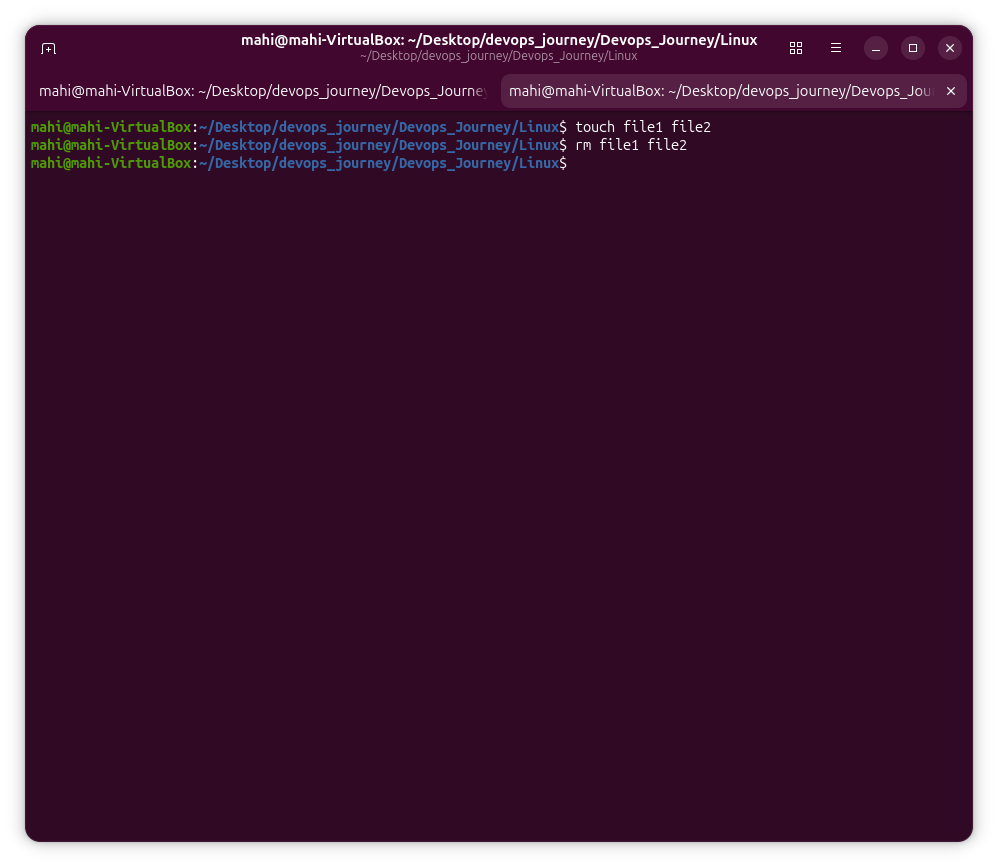 mahi@mahi-VirtualBox: ~/Desktop/devops_journey/Devops_Journey/Linux
~/Desktop/devops_journey/Devops_Journey/Linux
mahi@mahi-VirtualBox: ~/Desktop/devops_journey/Devops_Journe
mahi@mahi-VirtualBox: ~/Desktop/devops_journey/Devops_Jou
mahi@mahi-VirtualBox:~/Desktop/devops_journey/Devops_Journey/Linux$ touch file1 file2
mahi@mahi-VirtualBox:~/Desktop/devops_journey/Devops_Journey/Linux$ rm file1 file2
mahi@mahi-VirtualBox:~/Desktop/devops_journey/Devops_Journey/Linux$